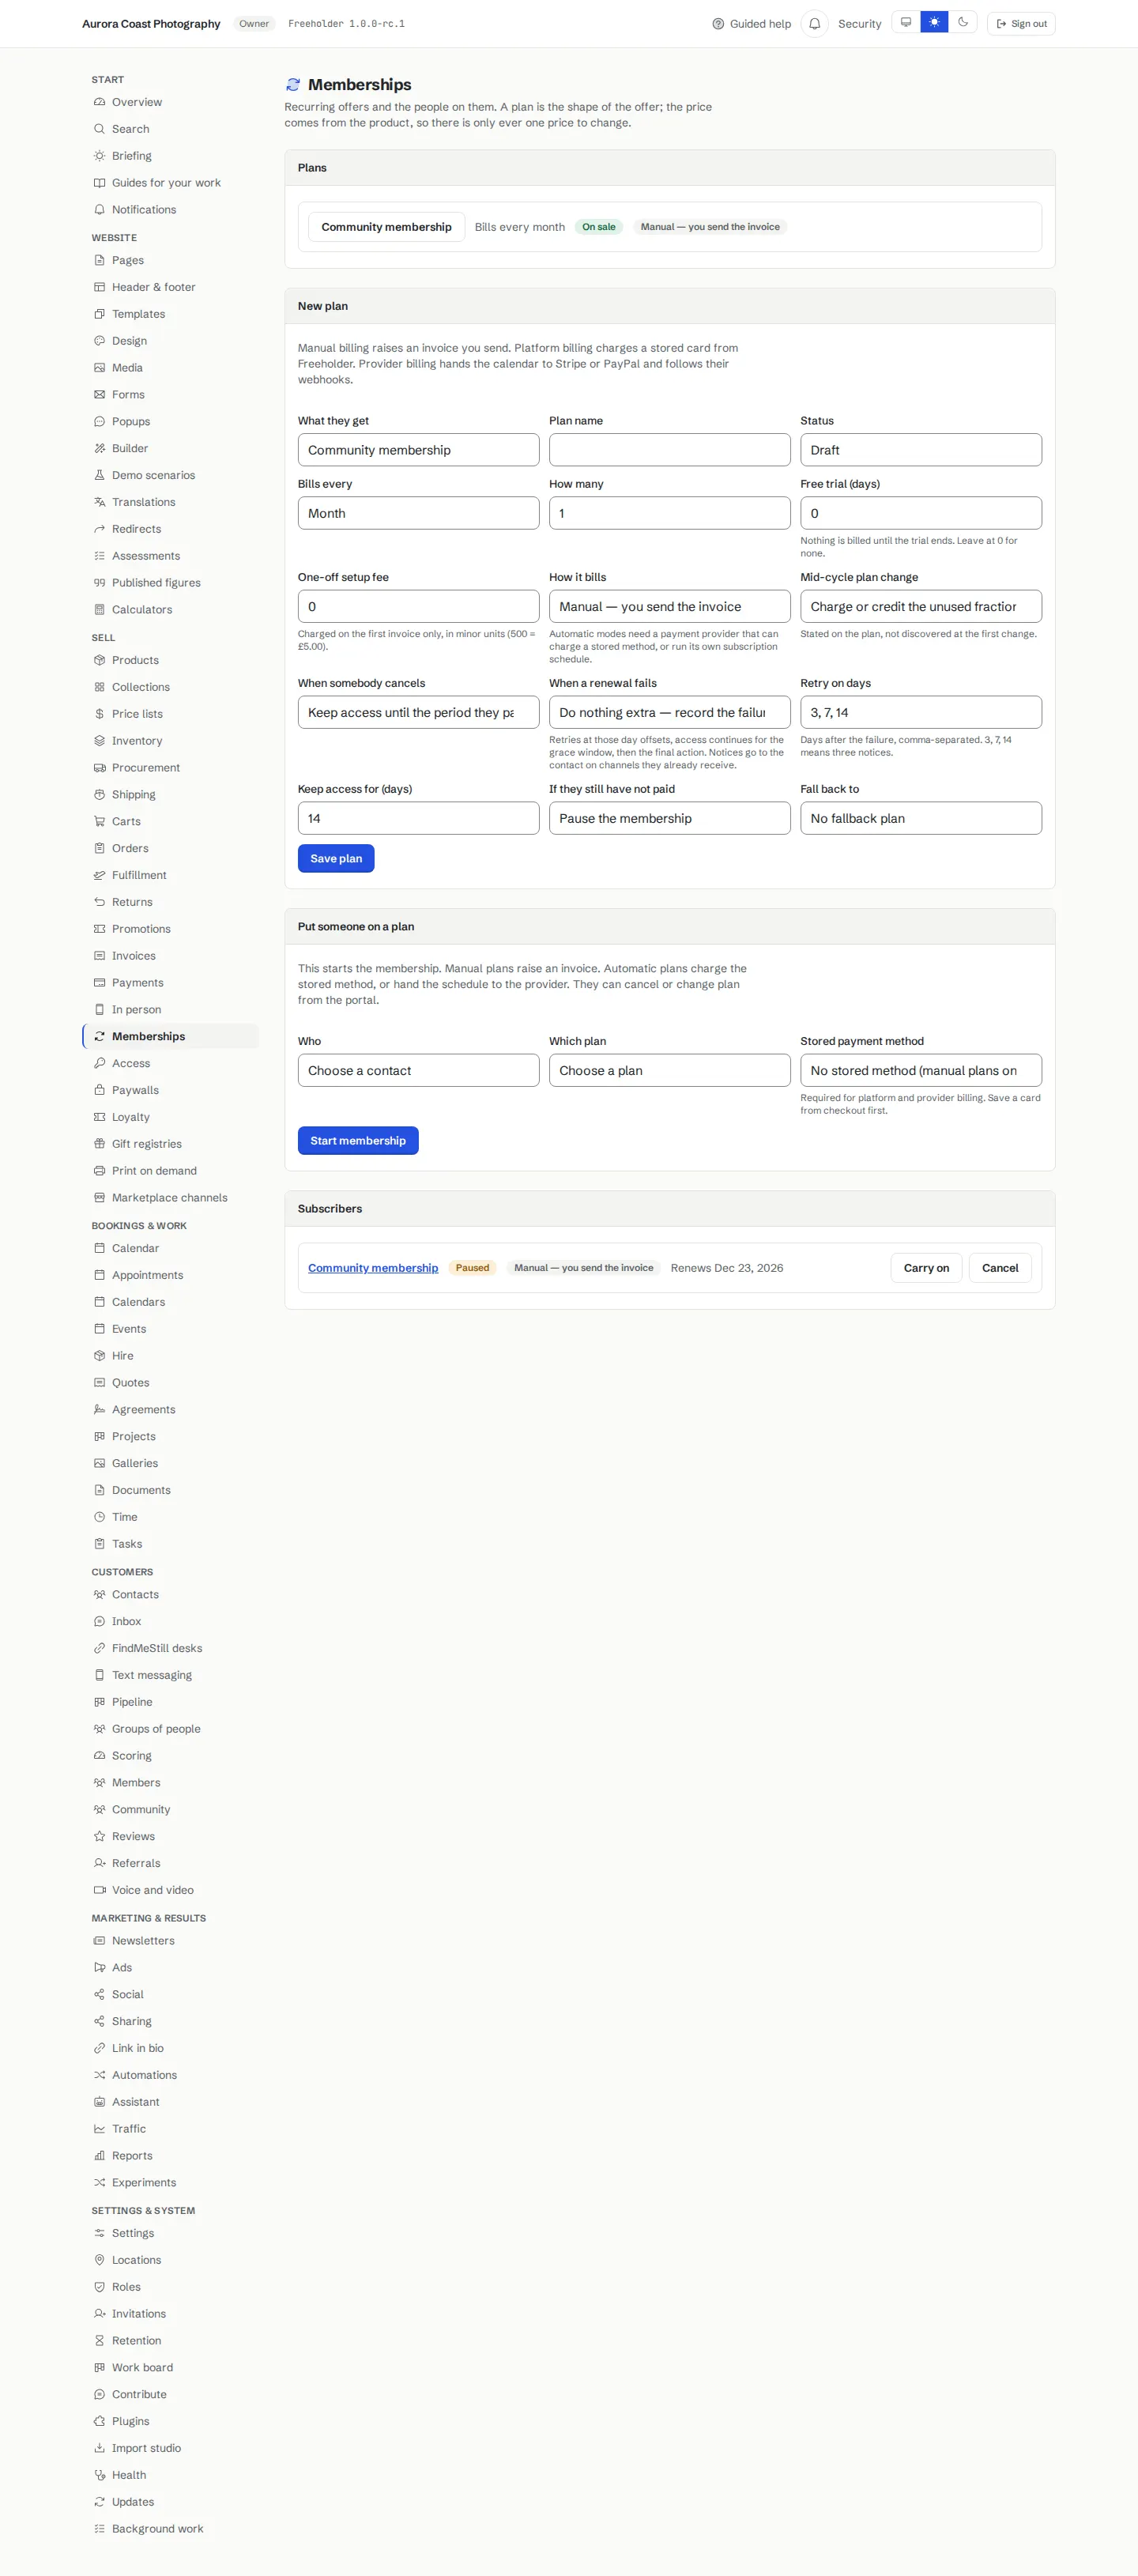 Aurora Coast Photography Owner Freeholder 1.0.0-rc.1 Guided help Security Sign out
START
Overview
Search
Briefing
Guides for your work
Notifications
WEBSITE
Pages
Header & footer
Templates
Design
Media
Forms
Popups
Builder
Demo scenarios
Translations
Redirects
Assessments
Published figures
Calculators
SELL
Products
Collections
Price lists
Inventory
Procurement
Shipping
Carts
Orders
Fulfillment
Returns
Promotions
Invoices
Payments
In person
Memberships
Access
Paywalls
Loyalty
Gift registries
Print on demand
Marketplace channels
BOOKINGS & WORK
Calendar
Appointments
Calendars
Events
Hire
Quotes
Agreements
Projects
Galleries
Documents
Time
Tasks
CUSTOMERS
Contacts
Inbox
FindMeStill desks
Text messaging
Pipeline
Groups of people
Scoring
Members
Community
Reviews
Referrals
Voice and video
MARKETING & RESULTS
Newsletters
Ads
Social
Sharing
Link in bio
Automations
Assistant
Traffic
Reports
Experiments
SETTINGS & SYSTEM
Settings
Locations
Roles
Invitations
Retention
Work board
Contribute
Plugins
Import studio
Health
Updates
Background work
Memberships
Recurring offers and the people on them. A plan is the shape of the offer; the price
comes from the product, so there is only ever one price to change.
Plans
Community membership Bills every month On sale Manual — you send the invoice
New plan
Manual billing raises an invoice you send. Platform billing charges a stored card from
Freeholder. Provider billing hands the calendar to Stripe or PayPal and follows their
webhooks.
What they get Plan name Status
Community membership Draft
Bills every How many Free trial (days)
Month 1 0
Nothing is billed until the trial ends. Leave at 0 for
none.
One-off setup fee How it bills Mid-cycle plan change
0 Manual — you send the invoice Charge or credit the unused fraction
Charged on the first invoice only, in minor units (500 =
£5.00).
Automatic modes need a payment provider that can
charge a stored method, or run its own subscription
schedule.
Stated on the plan, not discovered at the first change.
When somebody cancels When a renewal fails Retry on days
Keep access until the period they pa Do nothing extra — record the failur 3, 7, 14
Retries at those day offsets, access continues for the
grace window, then the final action. Notices go to the
contact on channels they already receive.
Days after the failure, comma-separated. 3, 7, 14
means three notices.
Keep access for (days) If they still have not paid Fall back to
14 Pause the membership No fallback plan
Save plan
Put someone on a plan
This starts the membership. Manual plans raise an invoice. Automatic plans charge the
stored method, or hand the schedule to the provider. They can cancel or change plan
from the portal.
Who Which plan Stored payment method
Choose a contact Choose a plan No stored method (manual plans on
Required for platform and provider billing. Save a card
from checkout first.
Start membership
Subscribers
Community membership Paused Manual — you send the invoice Renews Dec 23, 2026 Carry on Cancel